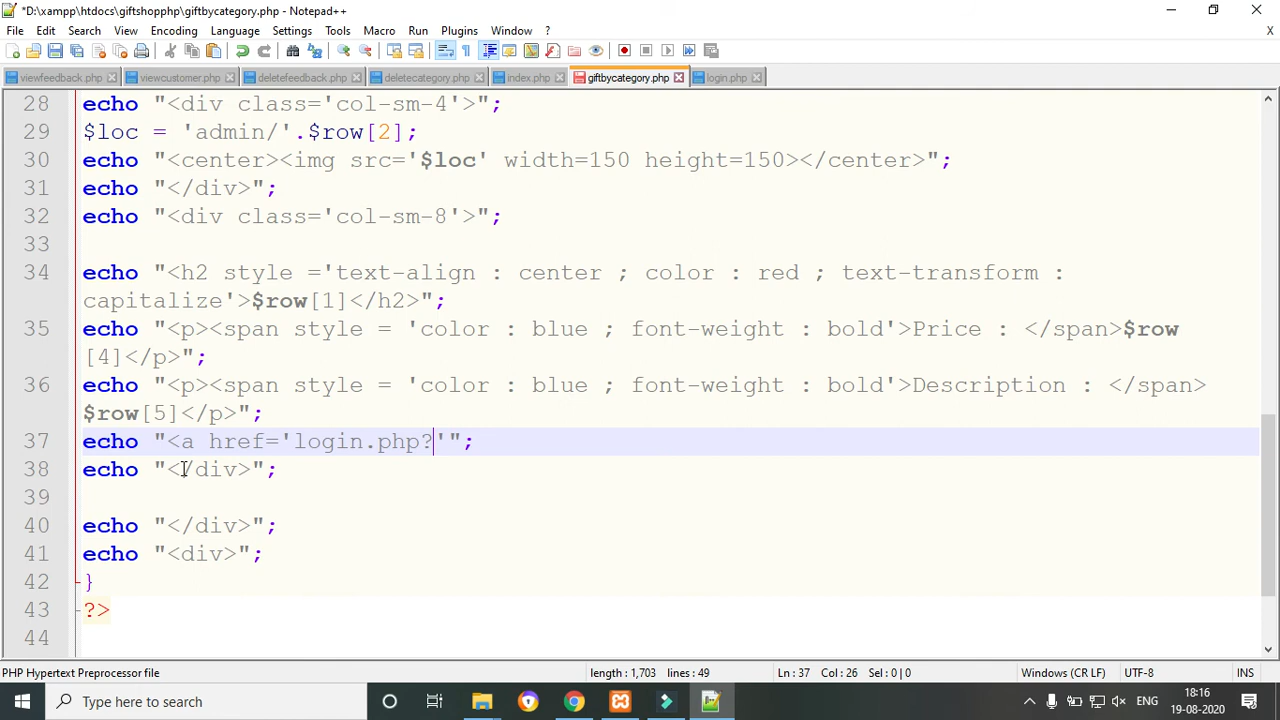 *D:\xampp\htdocs\giftshopphp\giftbycategory.php - Notepad++
File Edit Search View Encoding Language Settings Tools Macro Run Plugins Window ? X
viewfeedback.php viewcustomer.php deletefeedback.php deletecategory.php index.php giftbycategory.php login.php
28 echo "<div class='col-sm-4'>";
29 $loc = 'admin/'.$row[2];
30 echo "<center><img src='$loc' width=150 height=150></center>";
31 echo "</div>";
32 echo "<div class='col-sm-8'>";
33
34 echo "<h2 style ='text-align : center ; color : red ; text-transform :
capitalize'>$row[1]</h2>";
35 echo "<p><span style = 'color : blue ; font-weight : bold'>Price : </span>$row
[4]</p>";
36 echo "<p><span style = 'color : blue ; font-weight : bold'>Description : </span>
$row[5]</p>";
37 echo "<a href='login.php?'";
38 echo "</div>";
39
40 echo "</div>";
41 echo "<div>";
42 }
43 ?>
44
PHP Hypertext Preprocessor file length : 1,703 lines : 49 Ln : 37 Col : 26 Sel : 0 | 0 Windows (CR LF) UTF-8 INS
Type here to search ENG 18:16
19-08-2020